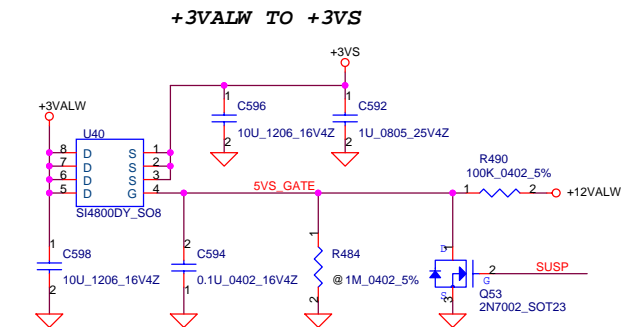 +3VALW TO +3VS
+3VS
+3VALW
1 C596
10U_1206_16V4Z
2
1 C592
1U_0805_25V4Z
2
U40
8 D S 1
7 D S 2
6 D S 3
5 D G 4
SI4800DY_SO8
5VS_GATE
R490
100K_0402_5%
1 2 +12VALW
1 C598
10U_1206_16V4Z
2
2 C594
0.1U_0402_16V4Z
1
1 R484
@1M_0402_5%
2
D 1
2 SUSP
G
S 3
Q53
2N7002_SOT23